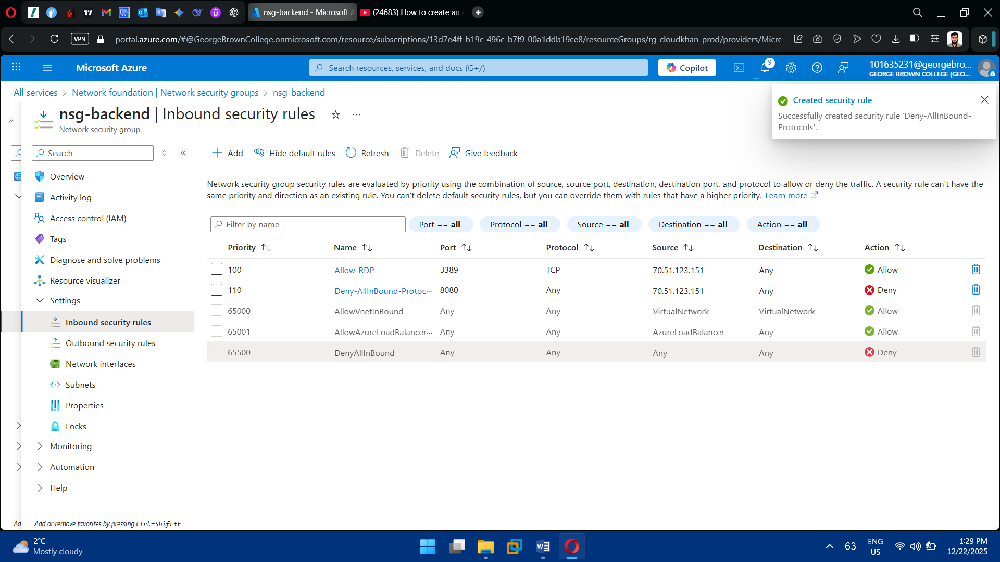 nsg-backend - Microsoft A
(24683) How to create an
VPN
portal.azure.com/#@GeorgeBrownCollege.onmicrosoft.com/resource/subscriptions/13d7e4ff-b19c-496c-b7f9-00a1ddb19ce8/resourceGroups/rg-cloudkhan-prod/providers/Micro
Microsoft Azure
Search resources, services, and docs (G+/)
Copilot
9
101635231@georgebro...
GEORGE BROWN COLLEGE (GEO...
All services > Network foundation | Network security groups > nsg-backend
Created security rule
Successfully created security rule 'Deny-AllInBound-
Protocols'.
nsg-backend | Inbound security rules
Network security group
Search
Add
Hide default rules
Refresh
Delete
Give feedback
Overview
Activity log
Access control (IAM)
Tags
Diagnose and solve problems
Resource visualizer
Settings
Inbound security rules
Outbound security rules
Network interfaces
Subnets
Properties
Locks
Monitoring
Automation
Help
Ad
Add or remove favorites by pressing Ctrl+Shift+F
Network security group security rules are evaluated by priority using the combination of source, source port, destination, destination port, and protocol to allow or deny the traffic. A security rule can't have the
same priority and direction as an existing rule. You can't delete default security rules, but you can override them with rules that have a higher priority. Learn more
Filter by name
Port == all
Protocol == all
Source == all
Destination == all
Action == all
Priority Name Port Protocol Source Destination Action
100 Allow-RDP 3389 TCP 70.51.123.151 Any Allow
110 Deny-AllInBound-Protoc··· 8080 Any 70.51.123.151 Any Deny
65000 AllowVnetInBound Any Any VirtualNetwork VirtualNetwork Allow
65001 AllowAzureLoadBalancer··· Any Any AzureLoadBalancer Any Allow
65500 DenyAllInBound Any Any Any Any Deny
2°C
Mostly cloudy
63
ENG
US
1:29 PM
12/22/2025